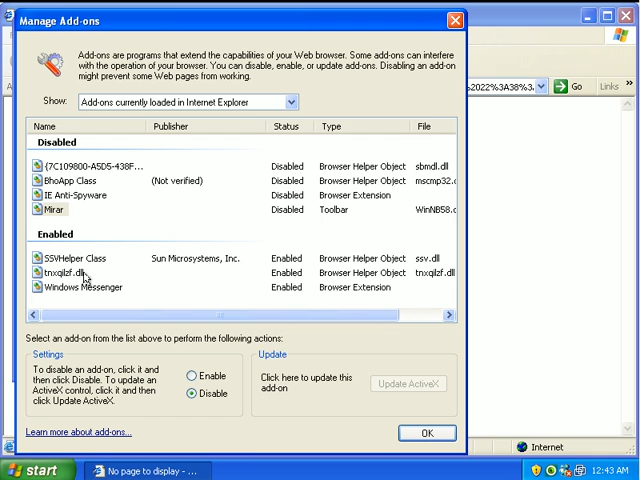 Manage Add-ons
Add-ons are programs that extend the capabilities of your Web browser. Some add-ons can interfere
with the operation of your browser. You can disable, enable, or update add-ons. Disabling an add-on
might prevent some Web pages from working.
Show: Add-ons currently loaded in Internet Explorer
Name Publisher Status Type File
Disabled
{7C109800-A5D5-438F... Disabled Browser Helper Object sbmdl.dll
BhoApp Class (Not verified) Disabled Browser Helper Object mscmp32.c
IE Anti-Spyware Disabled Browser Extension
Mirar Disabled Toolbar WinNB58.c
Enabled
SSVHelper Class Sun Microsystems, Inc. Enabled Browser Helper Object ssv.dll
tnxqilzf.dll Enabled Browser Helper Object tnxqilzf.dll
Windows Messenger Enabled Browser Extension
Select an add-on from the list above to perform the following actions:
Settings
To disable an add-on, click it and
then click Disable. To update an
ActiveX control, click it and then
click Update ActiveX.
Enable
Disable
Update
Click here to update this
add-on
Update ActiveX
Learn more about add-ons...
OK
2022%3A38%3 Go Links »
Internet
start
No page to display - ...
12:43 AM